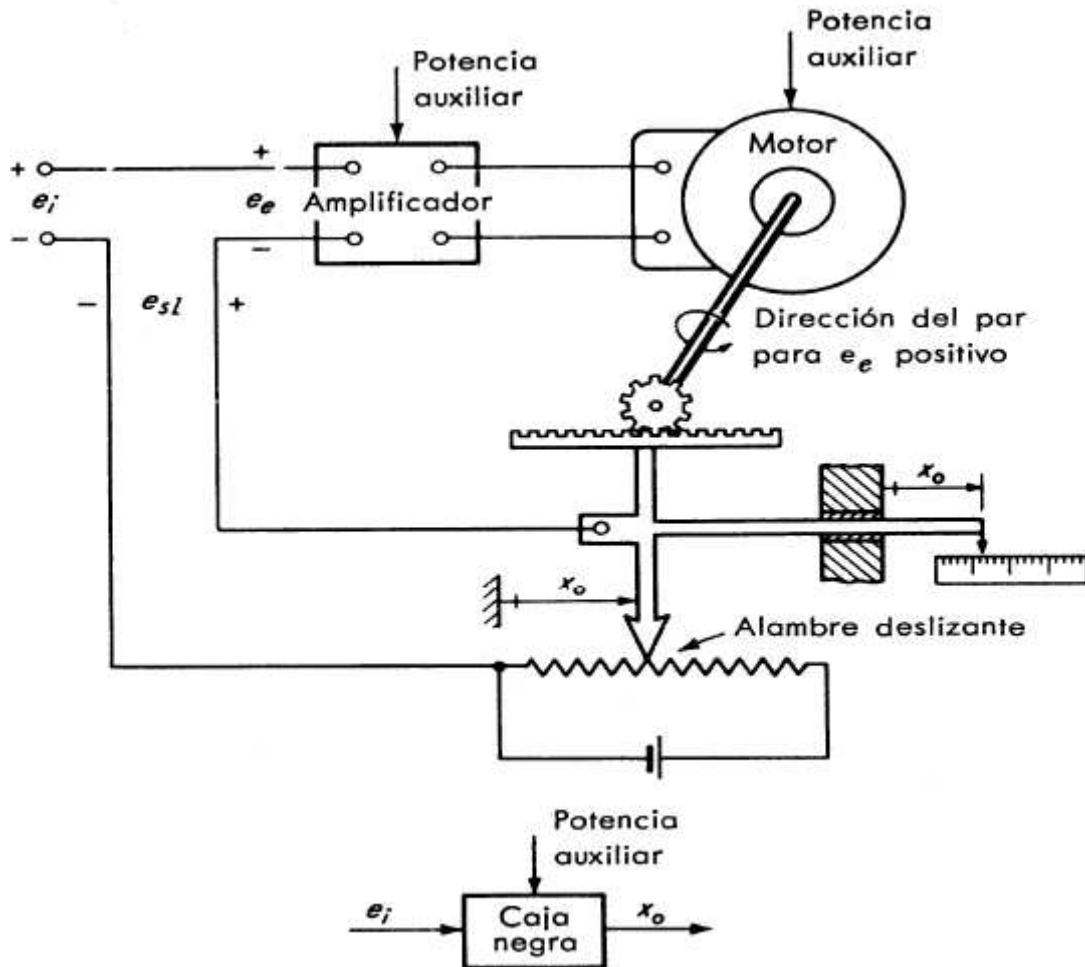 Potencia
auxiliar
Potencia
auxiliar
Motor
+
+
e_i
e_e
Amplificador
−
−
−
e_sl
+
Dirección del par
para e_e positivo
x_o
x_o
Alambre deslizante
Potencia
auxiliar
e_i
Caja
negra
x_o